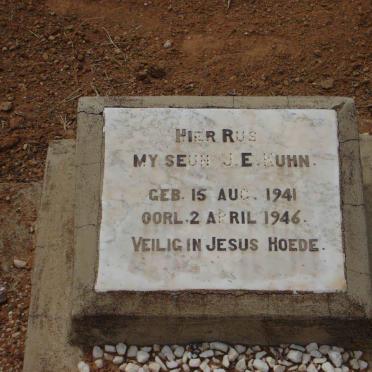 HIER RUS
MY SEUN J. E. KUHN.
GEB. 15 AUG. 1941
OORL. 2 APRIL 1946.
VEILIG IN JESUS HOEDE.